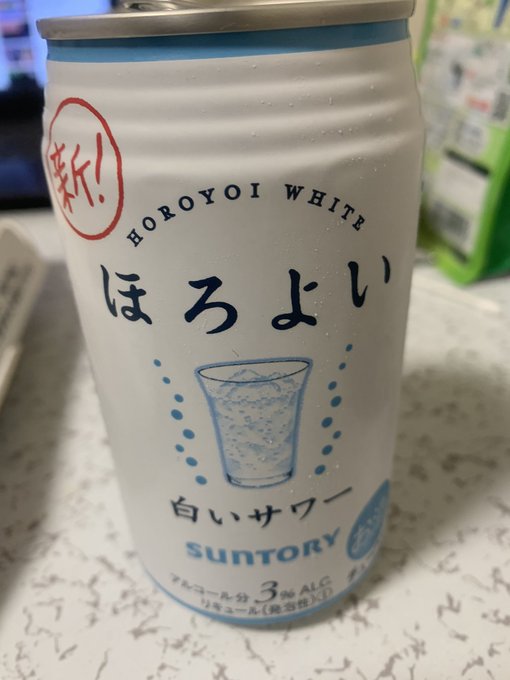 新!
HOROYOI WHITE
ほろよい
白いサワー
SUNTORY
アルコール分 3% ALC.
リキュール(発泡性)①